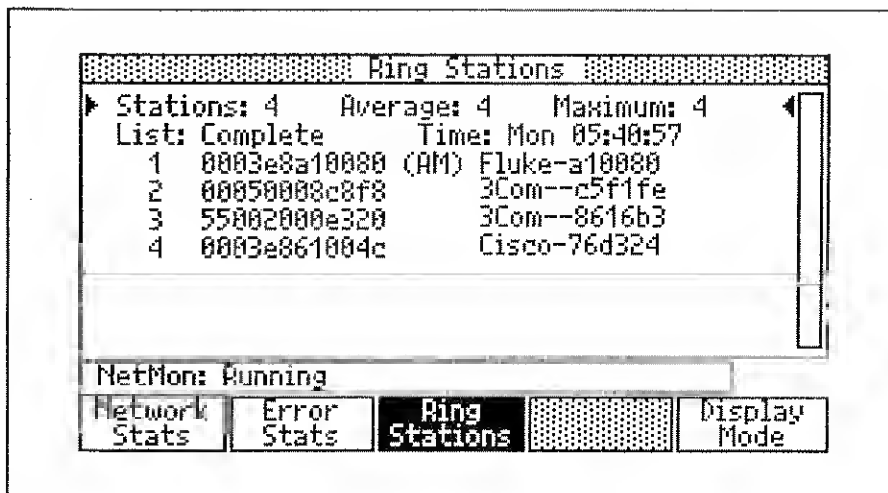 Ring Stations
Stations: 4 Average: 4 Maximum: 4
List: Complete Time: Mon 05:40:57
1 0003e8a10080 (AM) Fluke-a10080
2 00050008c8f8 3Com--c5f1fe
3 55002000e320 3Com--8616b3
4 0003e861004c Cisco-76d324
NetMon: Running
Network Stats
Error Stats
Ring Stations
Display Mode